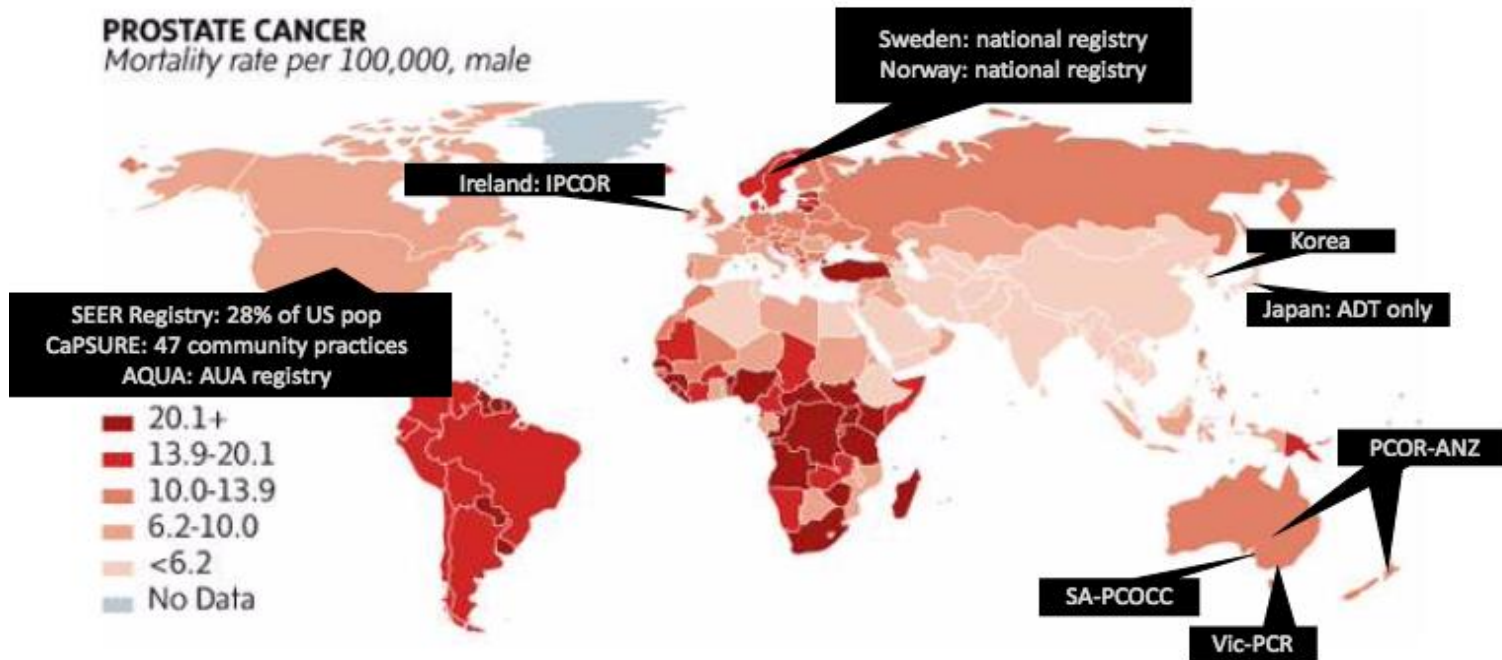 PROSTATE CANCER
Mortality rate per 100,000, male
Sweden: national registry
Norway: national registry
Ireland: IPCOR
Korea
Japan: ADT only
SEER Registry: 28% of US pop
CaPSURE: 47 community practices
AQUA: AUA registry
20.1+
13.9-20.1
10.0-13.9
6.2-10.0
<6.2
No Data
PCOR-ANZ
SA-PCOCC
Vic-PCR